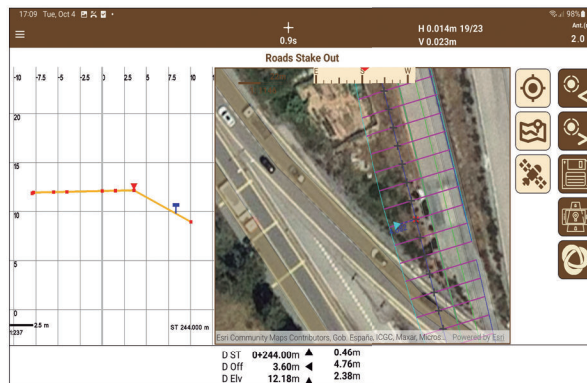 17:09 Tue, Oct 4
98%
0.9s
H 0.014m 19/23
V 0.023m
Ant.(
2.0
Roads Stake Out
-10 -7.5 -5 -2.5 0 2.5 5 7.5 10
20
15
10
5
0
2.5 m
1237
ST 244.000 m
E S W
Esri Community Maps Contributors, Gob. España, ICGC, Maxar, Micros...
Powered by Esri
D ST 0+244.00m 0.46m
D Off 3.60m 4.76m
D Elv 12.18m 2.38m